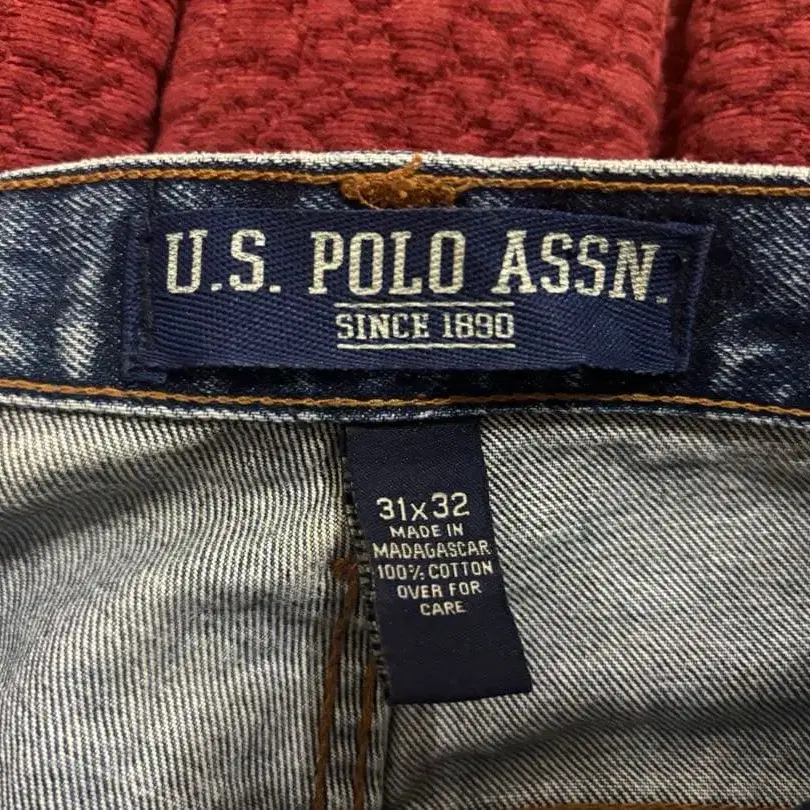 U.S. POLO ASSN.
SINCE 1890
31x32
MADE IN
MADAGASCAR
100% COTTON
OVER FOR
CARE